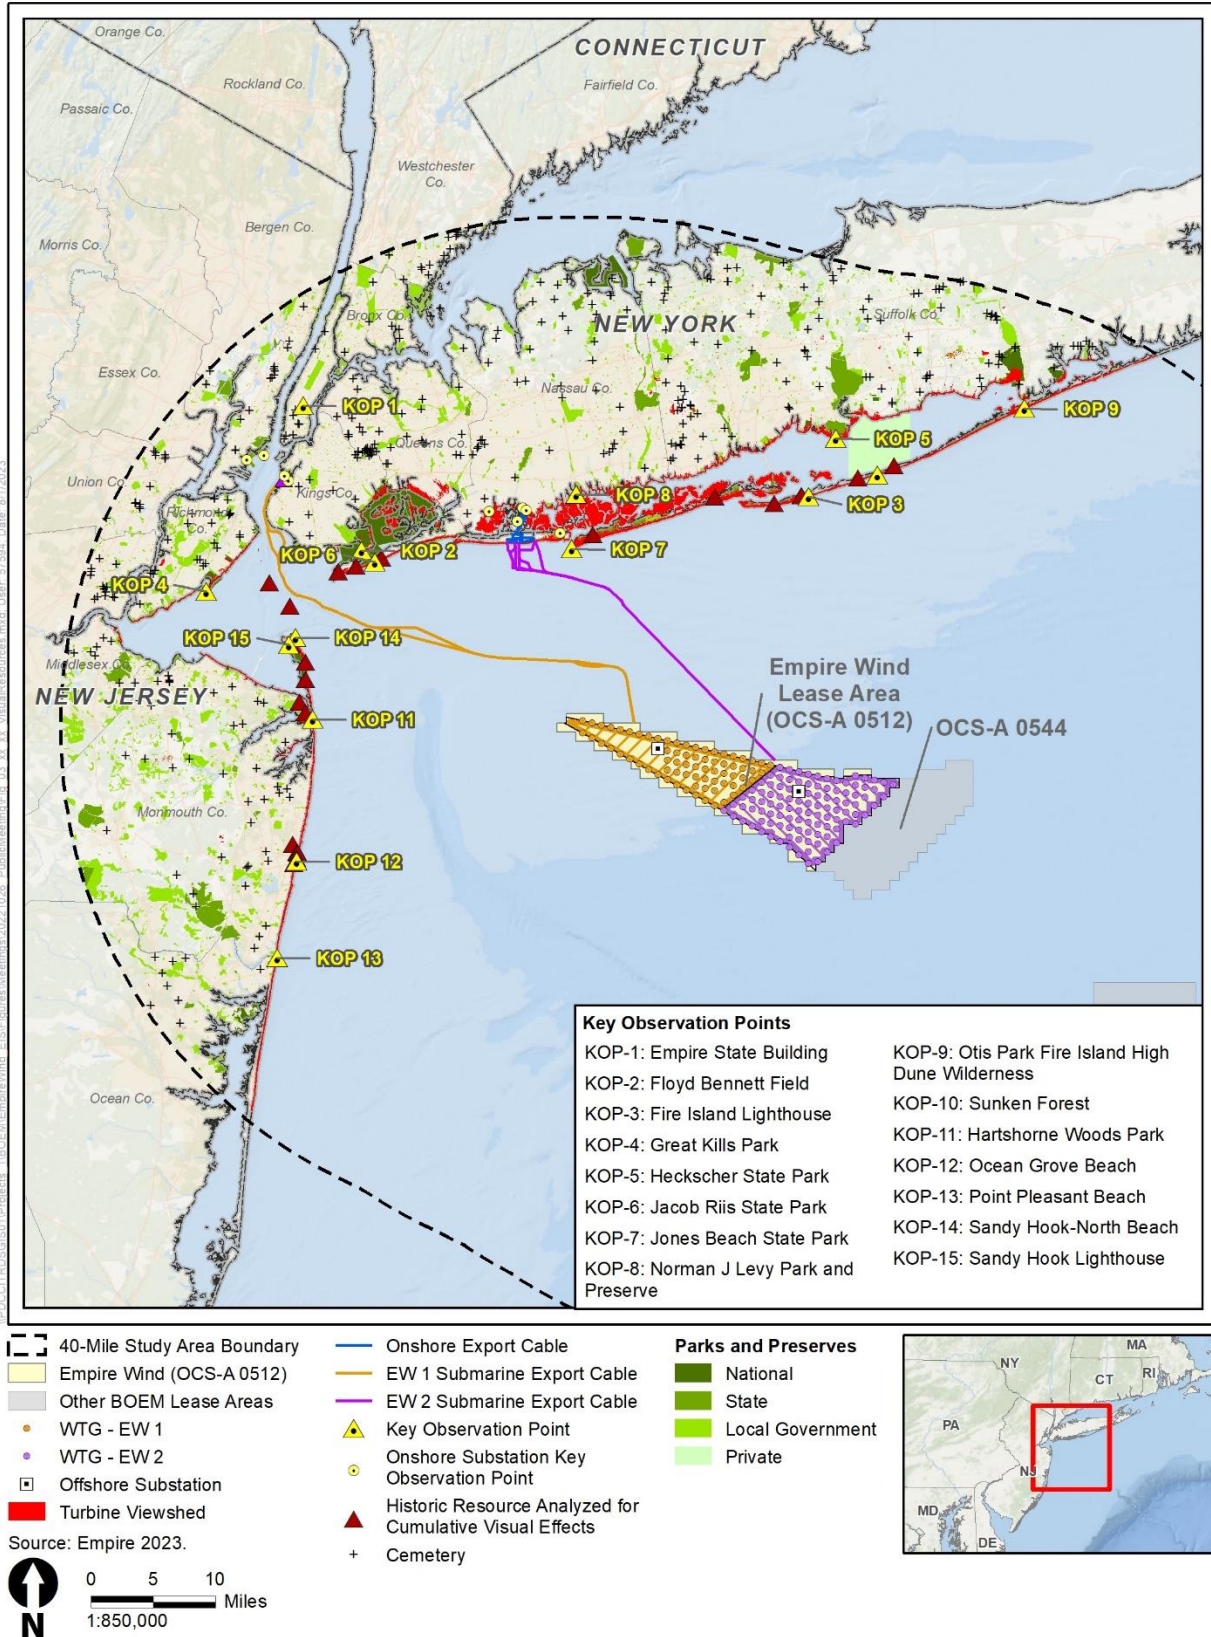 CONNECTICUT
Orange Co.
Rockland Co.
Fairfield Co.
Passaic Co.
Westchester
Co.
Bergen Co.
Morris Co.
Bronx Co.
NEW YORK
Suffolk Co.
Essex Co.
Nassau Co.
KOP 1
KOP 9
Queens Co.
KOP 5
Union Co.
Kings Co.
KOP 8
KOP 3
Richmond
Co.
KOP 6
KOP 2
KOP 7
KOP 4
KOP 15
KOP 14
Middlesex Co.
NEW JERSEY
Empire Wind
Lease Area
(OCS-A 0512)
OCS-A 0544
KOP 11
Monmouth Co.
KOP 12
KOP 13
Ocean Co.
Key Observation Points
KOP-1: Empire State Building
KOP-2: Floyd Bennett Field
KOP-3: Fire Island Lighthouse
KOP-4: Great Kills Park
KOP-5: Heckscher State Park
KOP-6: Jacob Riis State Park
KOP-7: Jones Beach State Park
KOP-8: Norman J Levy Park and
Preserve
KOP-9: Otis Park Fire Island High
Dune Wilderness
KOP-10: Sunken Forest
KOP-11: Hartshorne Woods Park
KOP-12: Ocean Grove Beach
KOP-13: Point Pleasant Beach
KOP-14: Sandy Hook-North Beach
KOP-15: Sandy Hook Lighthouse
40-Mile Study Area Boundary
Empire Wind (OCS-A 0512)
Other BOEM Lease Areas
WTG - EW 1
WTG - EW 2
Offshore Substation
Turbine Viewshed
Source: Empire 2023.
N
0 5 10
Miles
1:850,000
Onshore Export Cable
EW 1 Submarine Export Cable
EW 2 Submarine Export Cable
Key Observation Point
Onshore Substation Key
Observation Point
Historic Resource Analyzed for
Cumulative Visual Effects
Cemetery
Parks and Preserves
National
State
Local Government
Private
MA
NY
CT
RI
PA
NJ
MD
DE